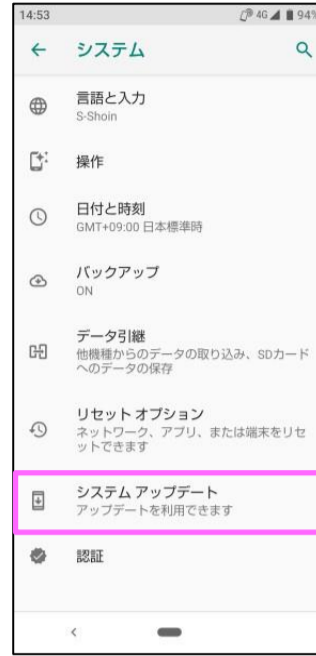 14:53 4G 94%
システム
言語と入力
S-Shoin
操作
日付と時刻
GMT+09:00 日本標準時
バックアップ
ON
データ引継
他機種からのデータの取り込み、SDカード
へのデータの保存
リセット オプション
ネットワーク、アプリ、または端末をリセ
ットできます
システム アップデート
アップデートを利用できます
認証